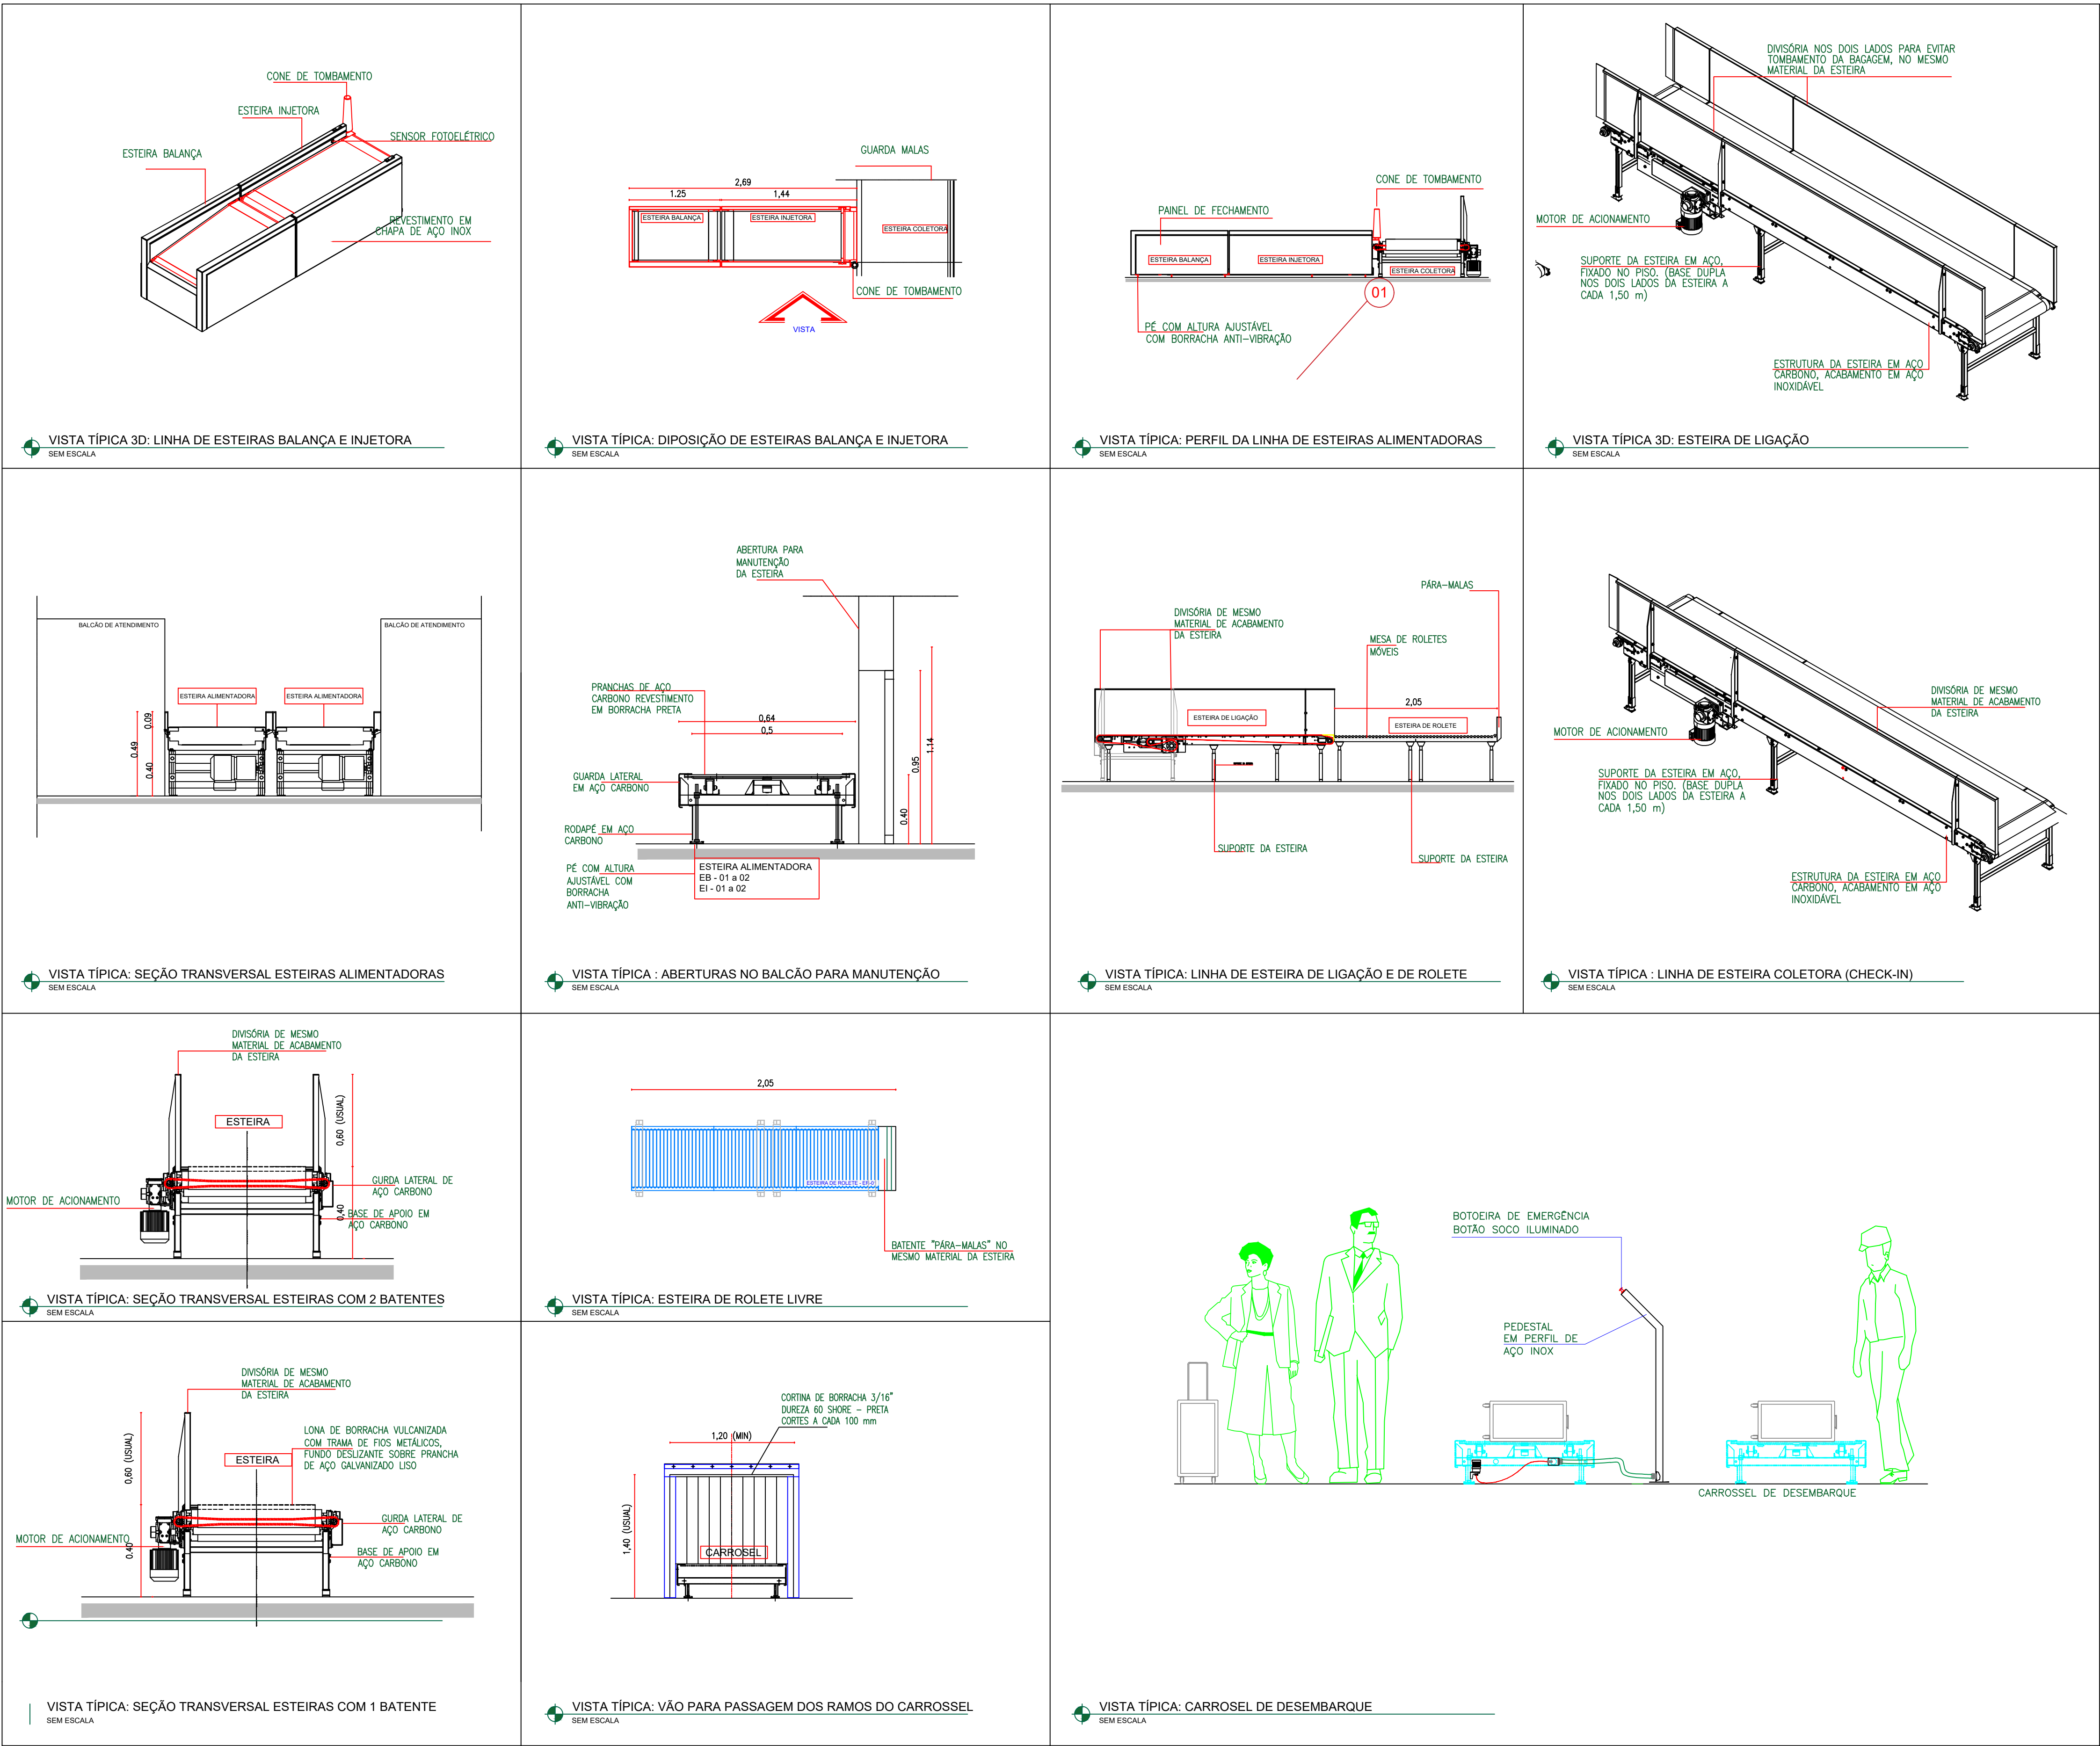 CONE DE TOMBAMENTO
ESTEIRA INJETORA
SENSOR FOTOELÉTRICO
ESTEIRA BALANÇA
REVESTIMENTO EM
CHAPA DE AÇO INOX
VISTA TÍPICA 3D: LINHA DE ESTEIRAS BALANÇA E INJETORA
SEM ESCALA
GUARDA MALAS
2,69
1.25
1,44
ESTEIRA BALANÇA
ESTEIRA INJETORA
ESTEIRA COLETORA
CONE DE TOMBAMENTO
VISTA
VISTA TÍPICA: DIPOSIÇÃO DE ESTEIRAS BALANÇA E INJETORA
SEM ESCALA
CONE DE TOMBAMENTO
PAINEL DE FECHAMENTO
ESTEIRA BALANÇA
ESTEIRA INJETORA
ESTEIRA COLETORA
01
PÉ COM ALTURA AJUSTÁVEL
COM BORRACHA ANTI-VIBRAÇÃO
VISTA TÍPICA: PERFIL DA LINHA DE ESTEIRAS ALIMENTADORAS
SEM ESCALA
DIVISÓRIA NOS DOIS LADOS PARA EVITAR
TOMBAMENTO DA BAGAGEM, NO MESMO
MATERIAL DA ESTEIRA
MOTOR DE ACIONAMENTO
SUPORTE DA ESTEIRA EM AÇO,
FIXADO NO PISO. (BASE DUPLA
NOS DOIS LADOS DA ESTEIRA A
CADA 1,50 m)
ESTRUTURA DA ESTEIRA EM AÇO
CARBONO, ACABAMENTO EM AÇO
INOXIDÁVEL
VISTA TÍPICA 3D: ESTEIRA DE LIGAÇÃO
SEM ESCALA
BALCÃO DE ATENDIMENTO
BALCÃO DE ATENDIMENTO
ESTEIRA ALIMENTADORA
ESTEIRA ALIMENTADORA
0.49
0.09
0.40
VISTA TÍPICA: SEÇÃO TRANSVERSAL ESTEIRAS ALIMENTADORAS
SEM ESCALA
ABERTURA PARA
MANUTENÇÃO
DA ESTEIRA
PRANCHAS DE AÇO
CARBONO REVESTIMENTO
EM BORRACHA PRETA
0,64
0,5
1.14
0.95
0.40
GUARDA LATERAL
EM AÇO CARBONO
RODAPÉ EM AÇO
CARBONO
PÉ COM ALTURA
AJUSTÁVEL COM
BORRACHA
ANTI-VIBRAÇÃO
ESTEIRA ALIMENTADORA
EB - 01 a 02
EI - 01 a 02
VISTA TÍPICA : ABERTURAS NO BALCÃO PARA MANUTENÇÃO
SEM ESCALA
PÁRA-MALAS
DIVISÓRIA DE MESMO
MATERIAL DE ACABAMENTO
DA ESTEIRA
MESA DE ROLETES
MÓVEIS
2,05
ESTEIRA DE LIGAÇÃO
ESTEIRA DE ROLETE
SUPORTE DA ESTEIRA
SUPORTE DA ESTEIRA
VISTA TÍPICA: LINHA DE ESTEIRA DE LIGAÇÃO E DE ROLETE
SEM ESCALA
DIVISÓRIA DE MESMO
MATERIAL DE ACABAMENTO
DA ESTEIRA
MOTOR DE ACIONAMENTO
SUPORTE DA ESTEIRA EM AÇO,
FIXADO NO PISO. (BASE DUPLA
NOS DOIS LADOS DA ESTEIRA A
CADA 1,50 m)
ESTRUTURA DA ESTEIRA EM AÇO
CARBONO, ACABAMENTO EM AÇO
INOXIDÁVEL
VISTA TÍPICA : LINHA DE ESTEIRA COLETORA (CHECK-IN)
SEM ESCALA
DIVISÓRIA DE MESMO
MATERIAL DE ACABAMENTO
DA ESTEIRA
ESTEIRA
0,60 (USUAL)
0,40
GURDA LATERAL DE
AÇO CARBONO
MOTOR DE ACIONAMENTO
BASE DE APOIO EM
AÇO CARBONO
VISTA TÍPICA: SEÇÃO TRANSVERSAL ESTEIRAS COM 2 BATENTES
SEM ESCALA
2,05
ESTEIRA DE ROLETE - ER-01
BATENTE "PÁRA-MALAS" NO
MESMO MATERIAL DA ESTEIRA
VISTA TÍPICA: ESTEIRA DE ROLETE LIVRE
SEM ESCALA
DIVISÓRIA DE MESMO
MATERIAL DE ACABAMENTO
DA ESTEIRA
LONA DE BORRACHA VULCANIZADA
COM TRAMA DE FIOS METÁLICOS,
FUNDO DESLIZANTE SOBRE PRANCHA
DE AÇO GALVANIZADO LISO
ESTEIRA
0,60 (USUAL)
0.40
GURDA LATERAL DE
AÇO CARBONO
MOTOR DE ACIONAMENTO
BASE DE APOIO EM
AÇO CARBONO
VISTA TÍPICA: SEÇÃO TRANSVERSAL ESTEIRAS COM 1 BATENTE
SEM ESCALA
CORTINA DE BORRACHA 3/16"
DUREZA 60 SHORE - PRETA
CORTES A CADA 100 mm
1,20 (MIN)
1,40 (USUAL)
CARROSEL
VISTA TÍPICA: VÃO PARA PASSAGEM DOS RAMOS DO CARROSSEL
SEM ESCALA
BOTOEIRA DE EMERGÊNCIA
BOTÃO SOCO ILUMINADO
PEDESTAL
EM PERFIL DE
AÇO INOX
CARROSSEL DE DESEMBARQUE
VISTA TÍPICA: CARROSEL DE DESEMBARQUE
SEM ESCALA